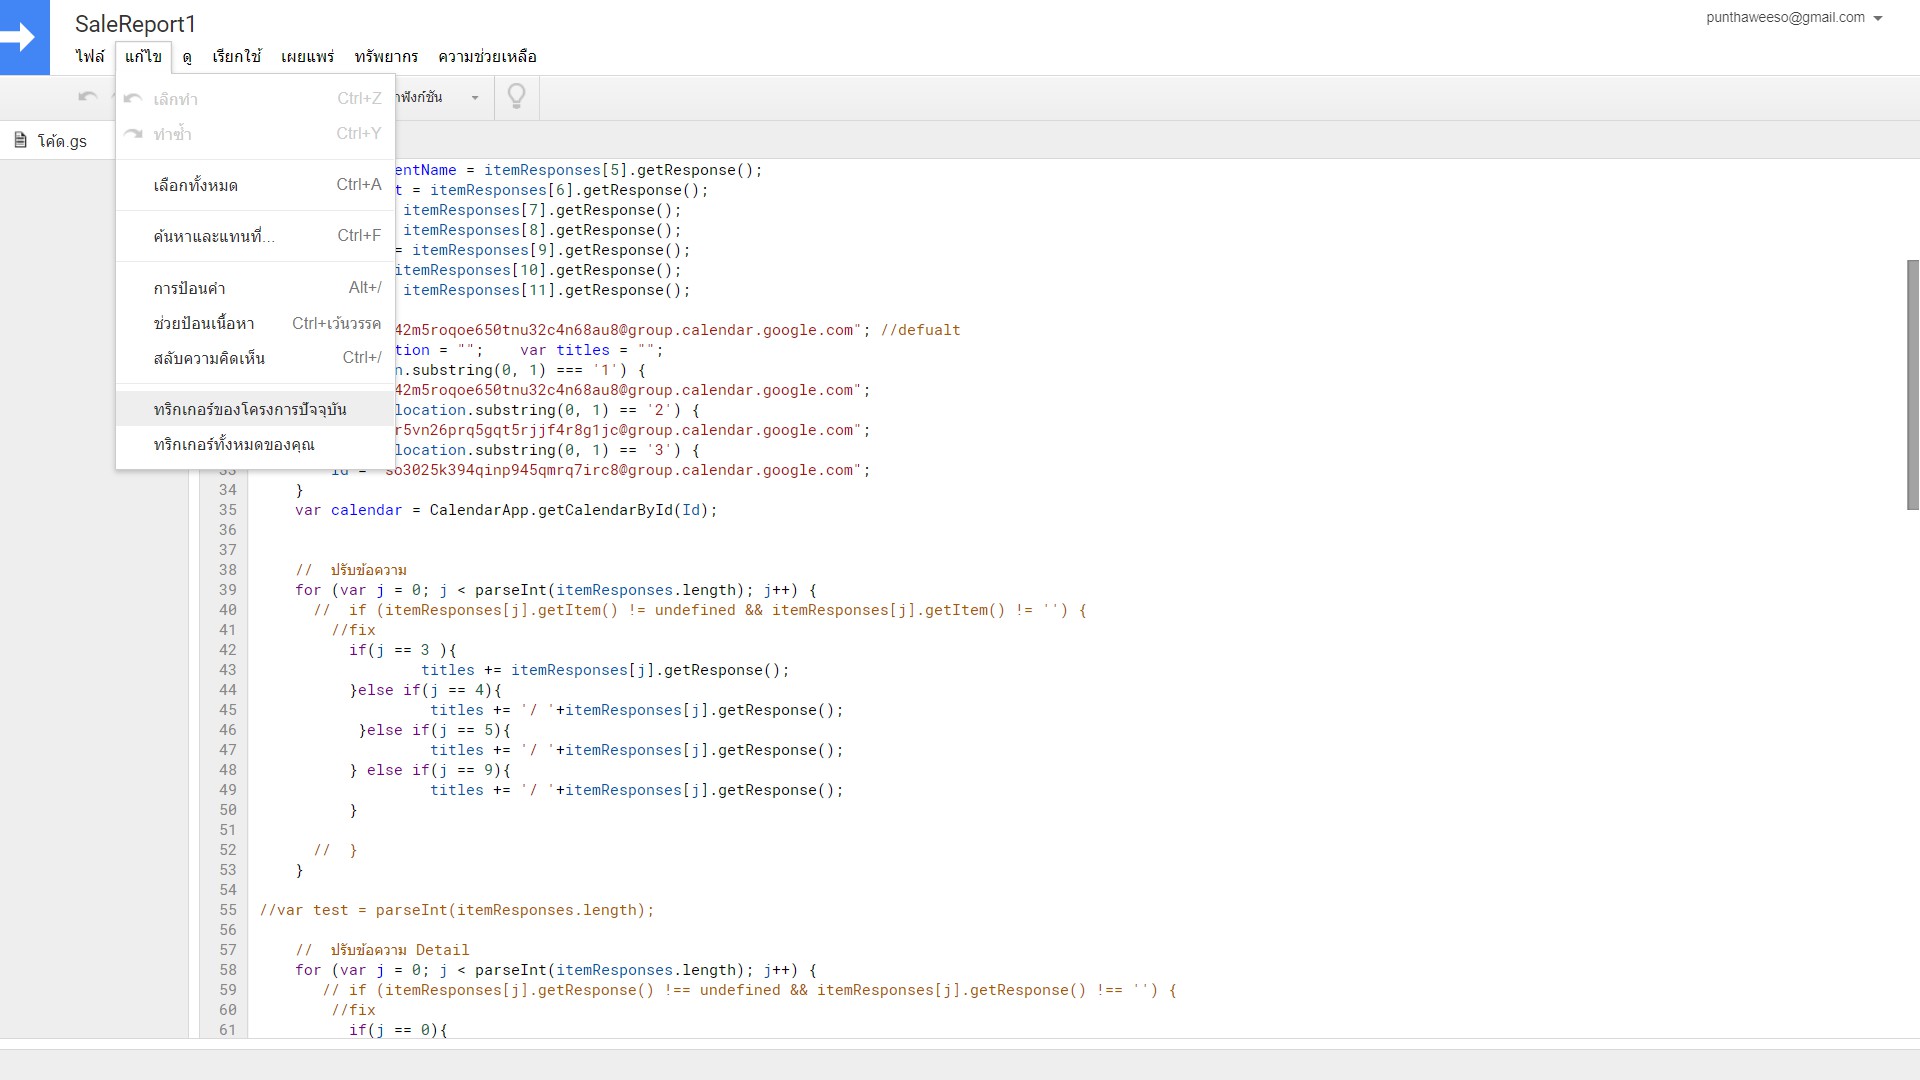 SaleReport1
punthaweeso@gmail.com
ไฟล์ แก้ไข ดู เรียกใช้ เผยแพร่ ทรัพยากร ความช่วยเหลือ
เลิกทำ Ctrl+Z
ฟังก์ชัน
ทำซ้ำ Ctrl+Y
โค้ด.gs
เลือกทั้งหมด Ctrl+A
ค้นหาและแทนที่... Ctrl+F
การป้อนคำ Alt+/
ช่วยป้อนเนื้อหา Ctrl+เว้นวรรค
สลับความคิดเห็น Ctrl+/
ทริกเกอร์ของโครงการปัจจุบัน
ทริกเกอร์ทั้งหมดของคุณ
entName = itemResponses[5].getResponse();
t = itemResponses[6].getResponse();
itemResponses[7].getResponse();
itemResponses[8].getResponse();
= itemResponses[9].getResponse();
itemResponses[10].getResponse();
itemResponses[11].getResponse();
42m5roqoe650tnu32c4n68au8@group.calendar.google.com"; //defualt
tion = ""; var titles = "";
n.substring(0, 1) === '1') {
42m5roqoe650tnu32c4n68au8@group.calendar.google.com";
location.substring(0, 1) == '2') {
r5vn26prq5gqt5rjjf4r8g1jc@group.calendar.google.com";
location.substring(0, 1) == '3') {
33 Id = "so3025k394qinp945qmrq7irc8@group.calendar.google.com";
34 }
35 var calendar = CalendarApp.getCalendarById(Id);
36
37
38 // ปรับข้อความ
39 for (var j = 0; j < parseInt(itemResponses.length); j++) {
40 // if (itemResponses[j].getItem() != undefined && itemResponses[j].getItem() != '') {
41 //fix
42 if(j == 3 ){
43 titles += itemResponses[j].getResponse();
44 }else if(j == 4){
45 titles += '/ '+itemResponses[j].getResponse();
46 }else if(j == 5){
47 titles += '/ '+itemResponses[j].getResponse();
48 } else if(j == 9){
49 titles += '/ '+itemResponses[j].getResponse();
50 }
51
52 // }
53 }
54
55 //var test = parseInt(itemResponses.length);
56
57 // ปรับข้อความ Detail
58 for (var j = 0; j < parseInt(itemResponses.length); j++) {
59 // if (itemResponses[j].getResponse() !== undefined && itemResponses[j].getResponse() !== '') {
60 //fix
61 if(j == 0){